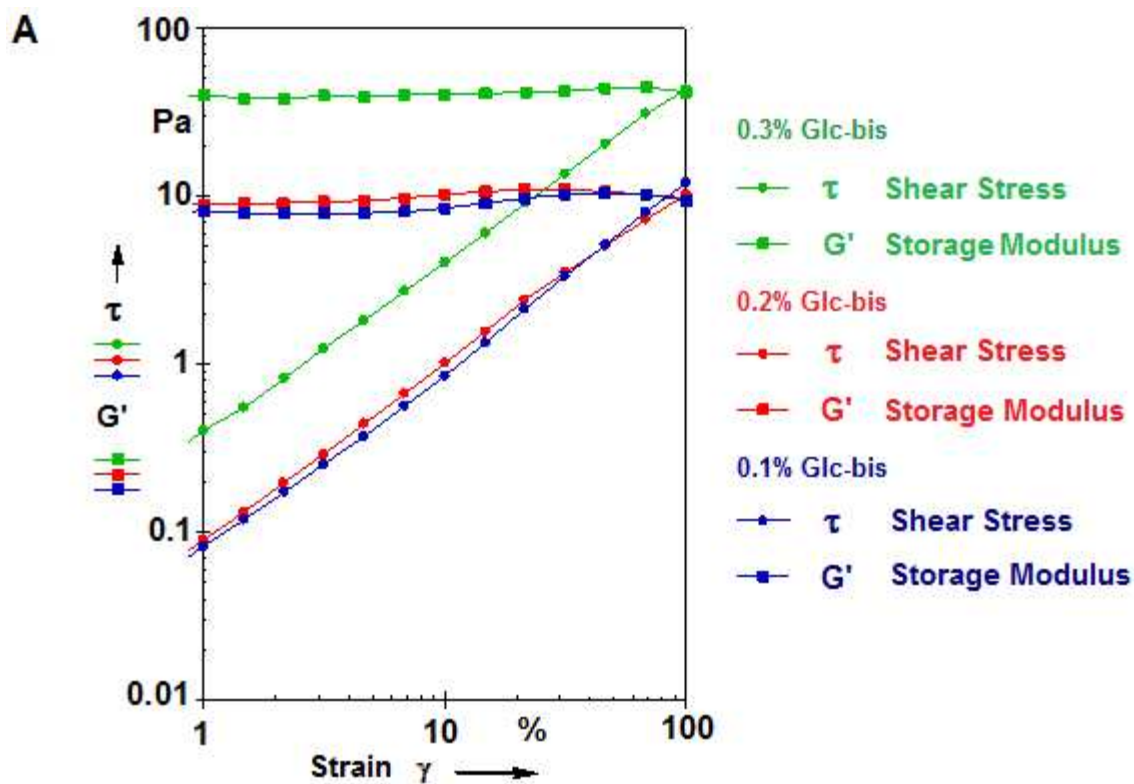 A
100
Pa
10
1
0.1
0.01
τ
G'
1
10
%
100
Strain γ
0.3% Glc-bis
τ Shear Stress
G' Storage Modulus
0.2% Glc-bis
τ Shear Stress
G' Storage Modulus
0.1% Glc-bis
τ Shear Stress
G' Storage Modulus